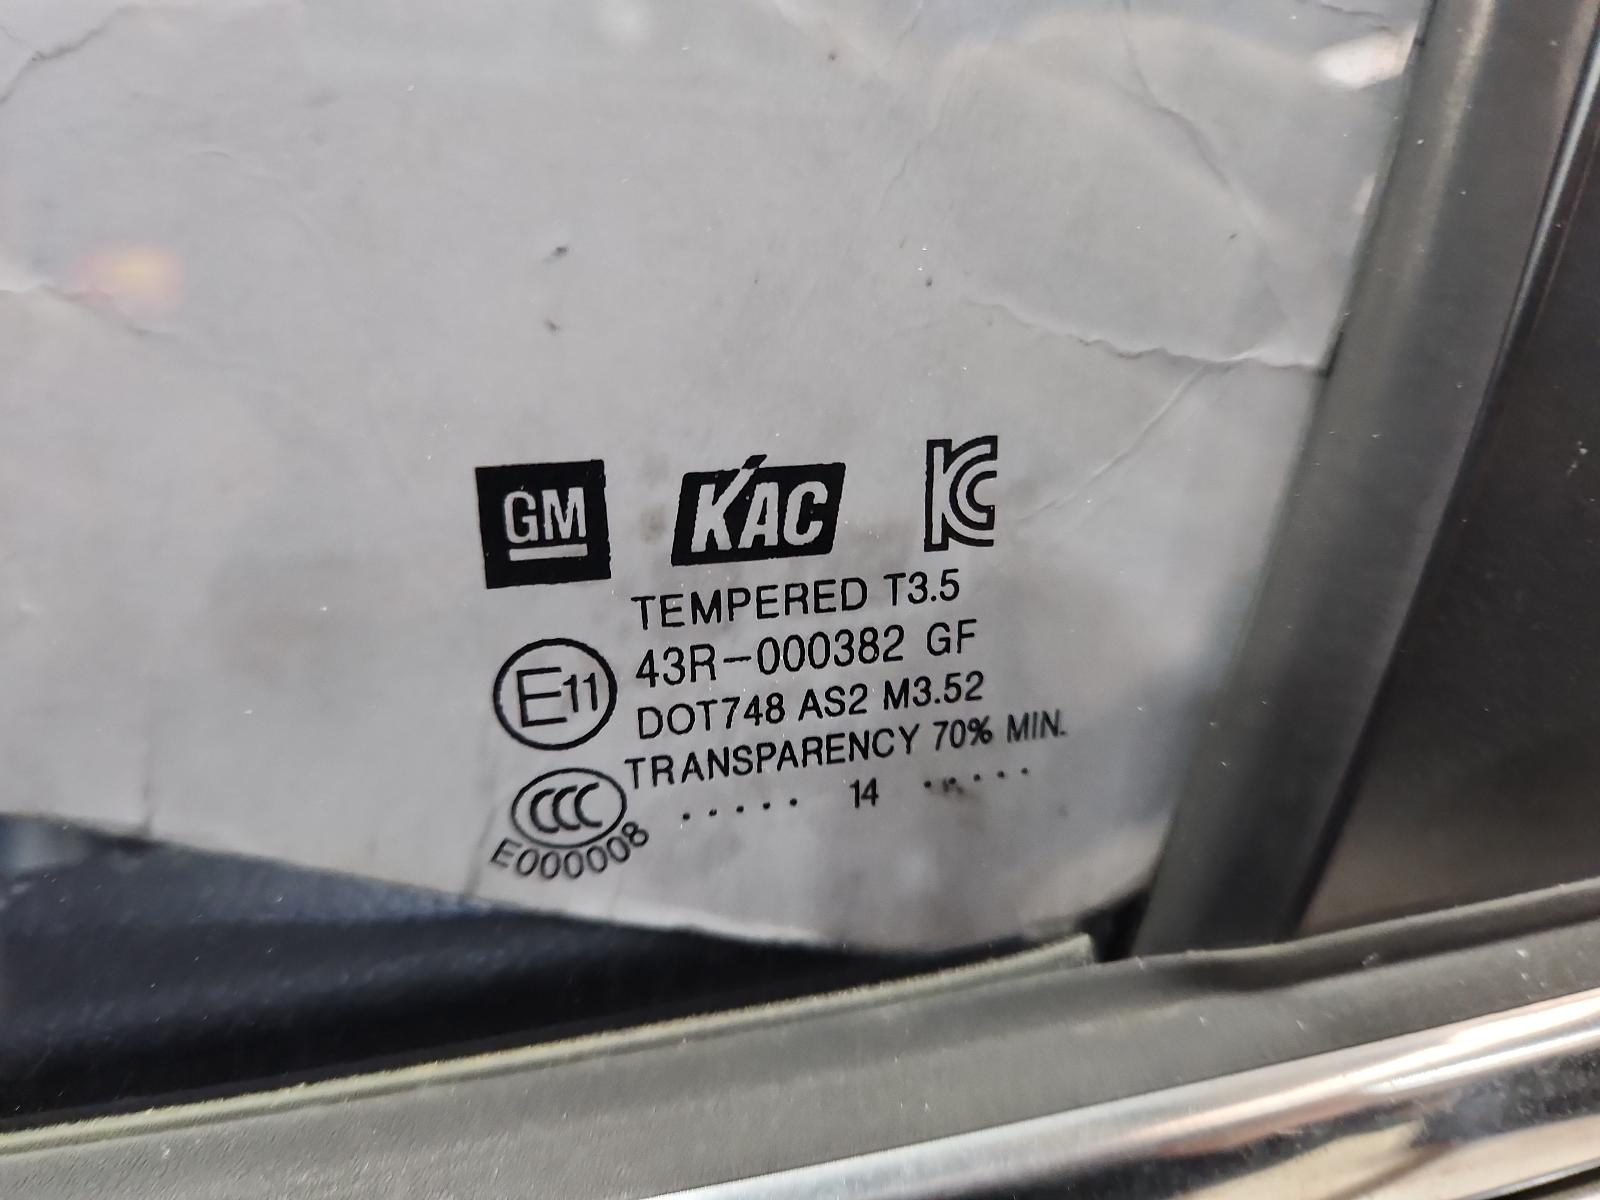 GM KAC KC
TEMPERED T3.5
E11 43R-000382 GF
DOT748 AS2 M3.52
TRANSPARENCY 70% MIN.
CCC ..... 14 ......
E000008